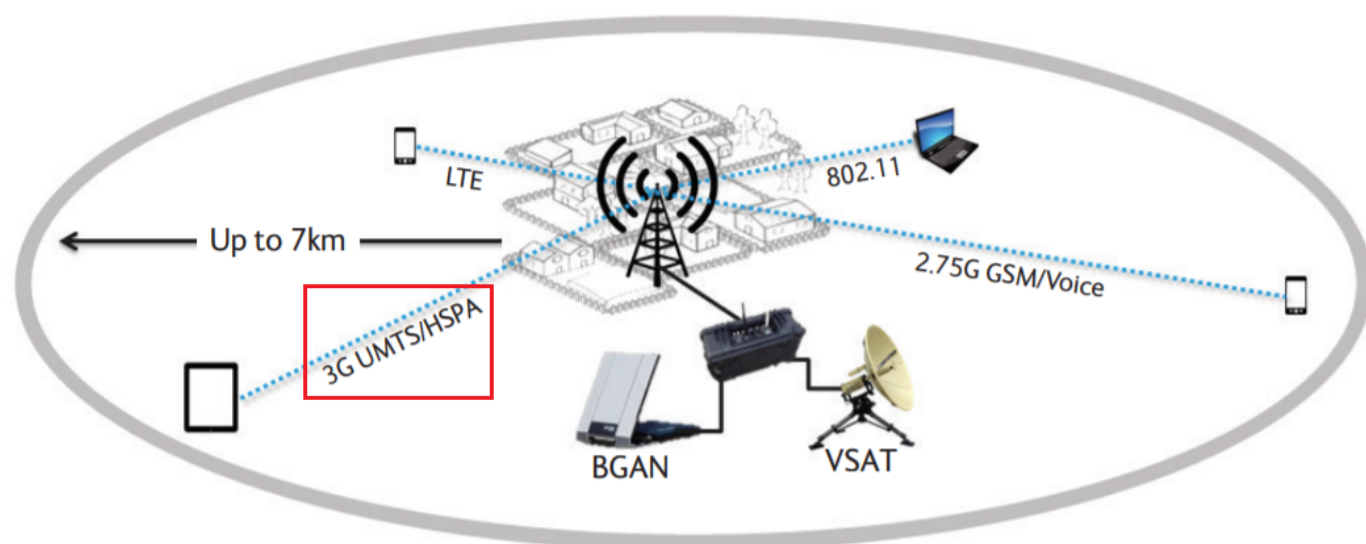 LTE
802.11
Up to 7km
2.75G GSM/Voice
3G UMTS/HSPA
BGAN
VSAT